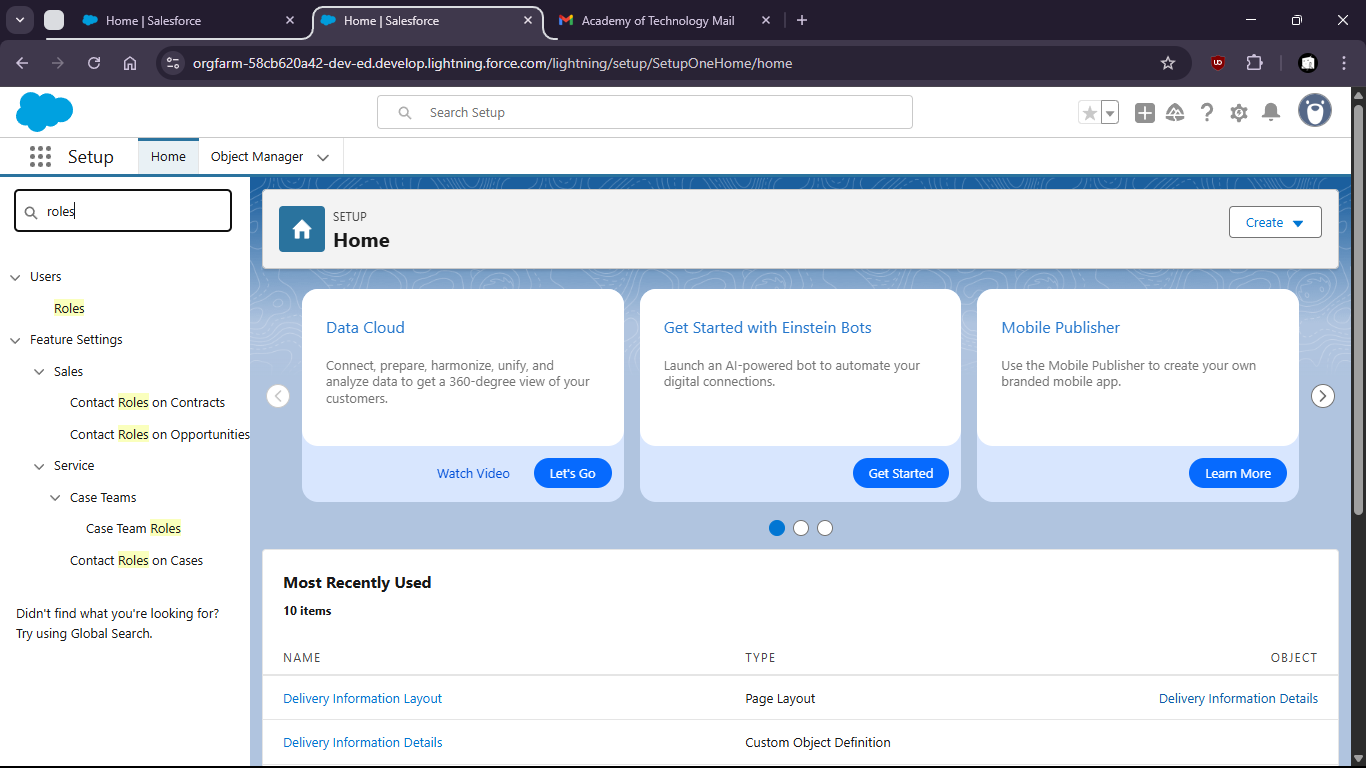 Home | Salesforce
Home | Salesforce
Academy of Technology Mail
orgfarm-58cb620a42-dev-ed.develop.lightning.force.com/lightning/setup/SetupOneHome/home
Search Setup
Setup
Home
Object Manager
roles
Users
Roles
Feature Settings
Sales
Contact Roles on Contracts
Contact Roles on Opportunities
Service
Case Teams
Case Team Roles
Contact Roles on Cases
Didn't find what you're looking for?
Try using Global Search.
SETUP
Home
Create
Data Cloud
Connect, prepare, harmonize, unify, and
analyze data to get a 360-degree view of your
customers.
Watch Video
Let's Go
Get Started with Einstein Bots
Launch an AI-powered bot to automate your
digital connections.
Get Started
Mobile Publisher
Use the Mobile Publisher to create your own
branded mobile app.
Learn More
Most Recently Used
10 items
NAME TYPE OBJECT
Delivery Information Layout Page Layout Delivery Information Details
Delivery Information Details Custom Object Definition